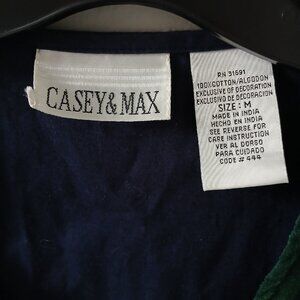 CASEY & MAX
RN 31691
100%COTTON/ALGODON
EXCLUSIVE OF DECORATION
EXCLUSIVO DE DECORACION
SIZE : M
MADE IN INDIA
HECHO EN INDIA
SEE REVERSE FOR
CARE INSTRUCTION
VER AL DORSO
PARA CUIDADO
CODE # 444